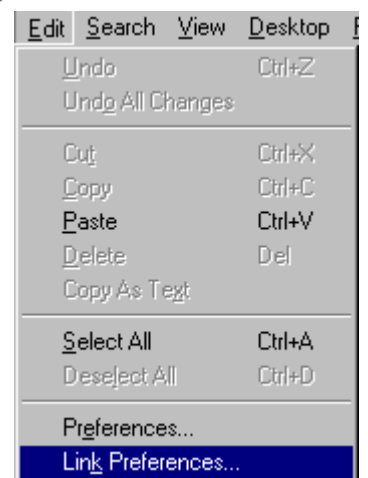 Edit Search View Desktop
Undo Ctrl+Z
Undo All Changes
Cut Ctrl+X
Copy Ctrl+C
Paste Ctrl+V
Delete Del
Copy As Text
Select All Ctrl+A
Deselect All Ctrl+D
Preferences...
Link Preferences...